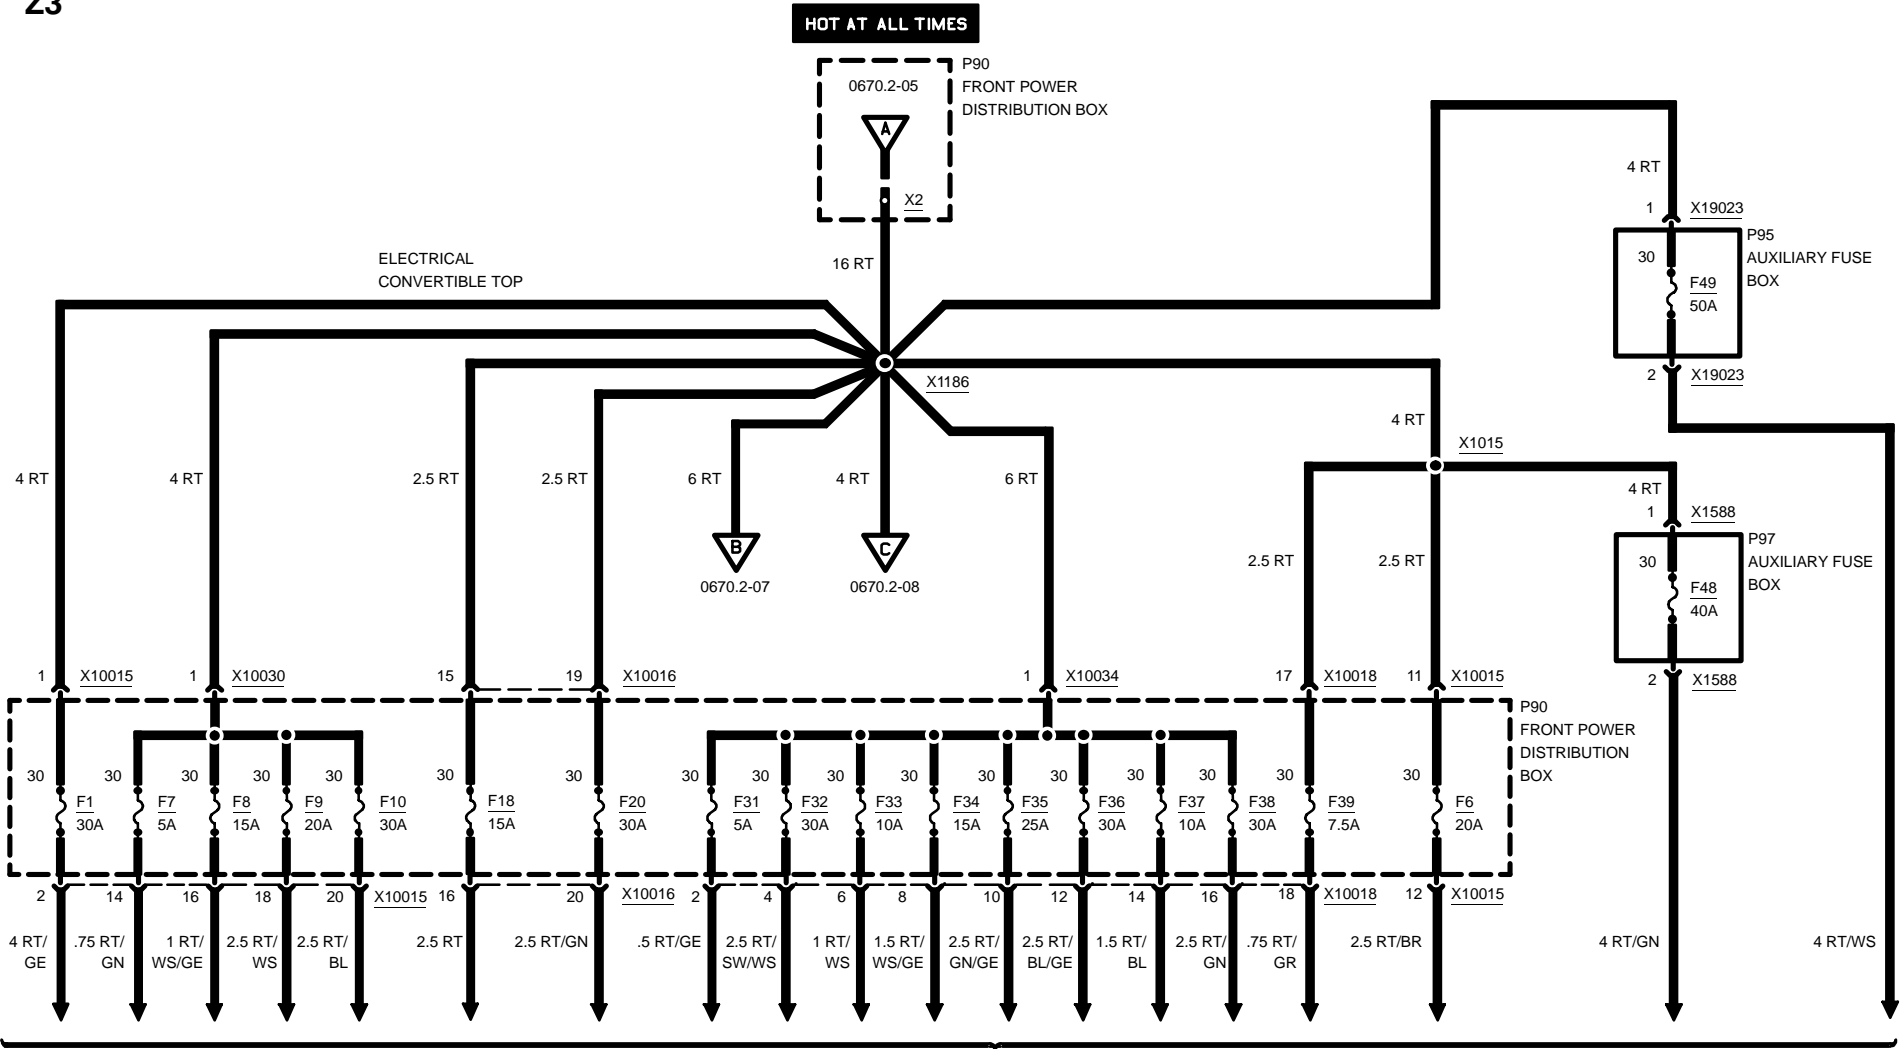 Z3
HOT AT ALL TIMES
P90
FRONT POWER
DISTRIBUTION BOX
0670.2-05
A
X2
16 RT
ELECTRICAL
CONVERTIBLE TOP
4 RT
1 X19023
P95
AUXILIARY FUSE
BOX
30
F49
50A
2 X19023
X1186
4 RT
X1015
4 RT 4 RT 2.5 RT 2.5 RT 6 RT 4 RT 6 RT
4 RT
1 X1588
P97
AUXILIARY FUSE
BOX
30
F48
40A
2 X1588
B C
0670.2-07 0670.2-08
2.5 RT 2.5 RT
1 X10015 1 X10030 15 19 X10016 1 X10034 17 X10018 11 X10015
P90
FRONT POWER
DISTRIBUTION
BOX
30 30 30 30 30 30 30 30 30 30 30 30 30 30 30 30 30
F1 F7 F8 F9 F10 F18 F20 F31 F32 F33 F34 F35 F36 F37 F38 F39 F6
30A 5A 15A 20A 30A 15A 30A 5A 30A 10A 15A 25A 30A 10A 30A 7.5A 20A
2 14 16 18 20 X10015 16 20 X10016 2 4 6 8 10 12 14 16 18 X10018 12 X10015
4 RT/ .75 RT/ 1 RT/ 2.5 RT/ 2.5 RT/ 2.5 RT 2.5 RT/GN .5 RT/GE 2.5 RT/ 1 RT/ 1.5 RT/ 2.5 RT/ 2.5 RT/ 1.5 RT/ 2.5 RT/ .75 RT/ 2.5 RT/BR 4 RT/GN 4 RT/WS
GE GN WS/GE WS BL SW/WS WS WS/GE GN/GE BL/GE BL GN GR